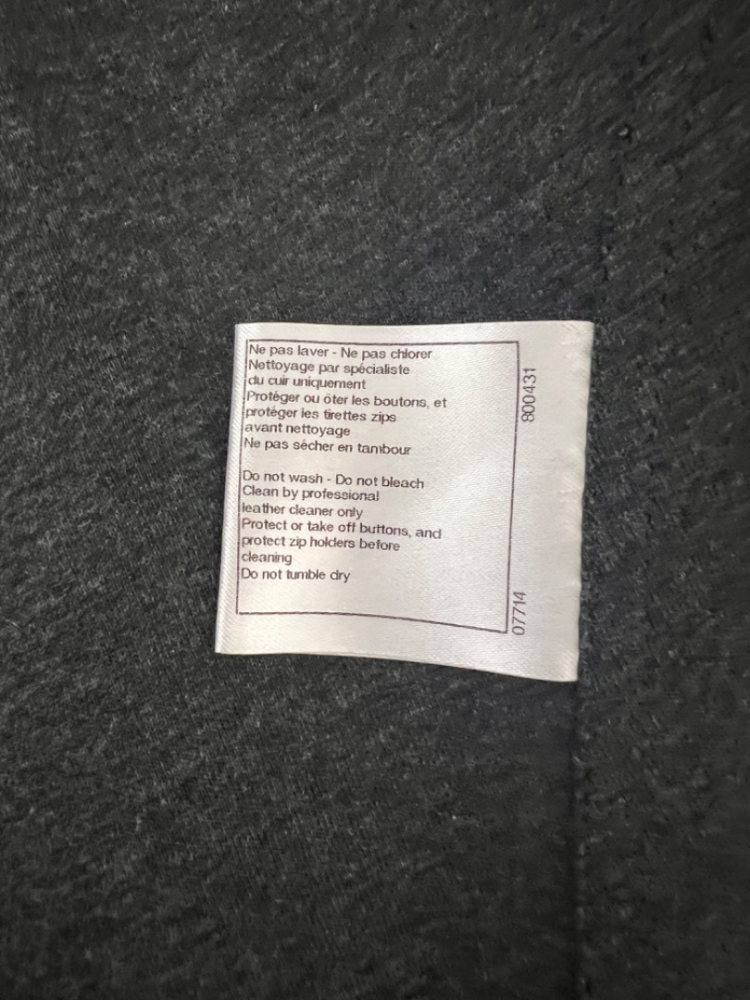 Ne pas laver - Ne pas chlorer
Nettoyage par spécialiste
du cuir uniquement
Protéger ou ôter les boutons, et
protéger les tirettes zips
avant nettoyage
Ne pas sécher en tambour
Do not wash - Do not bleach
Clean by professional
leather cleaner only
Protect or take off buttons, and
protect zip holders before
cleaning
Do not tumble dry
800431
07714